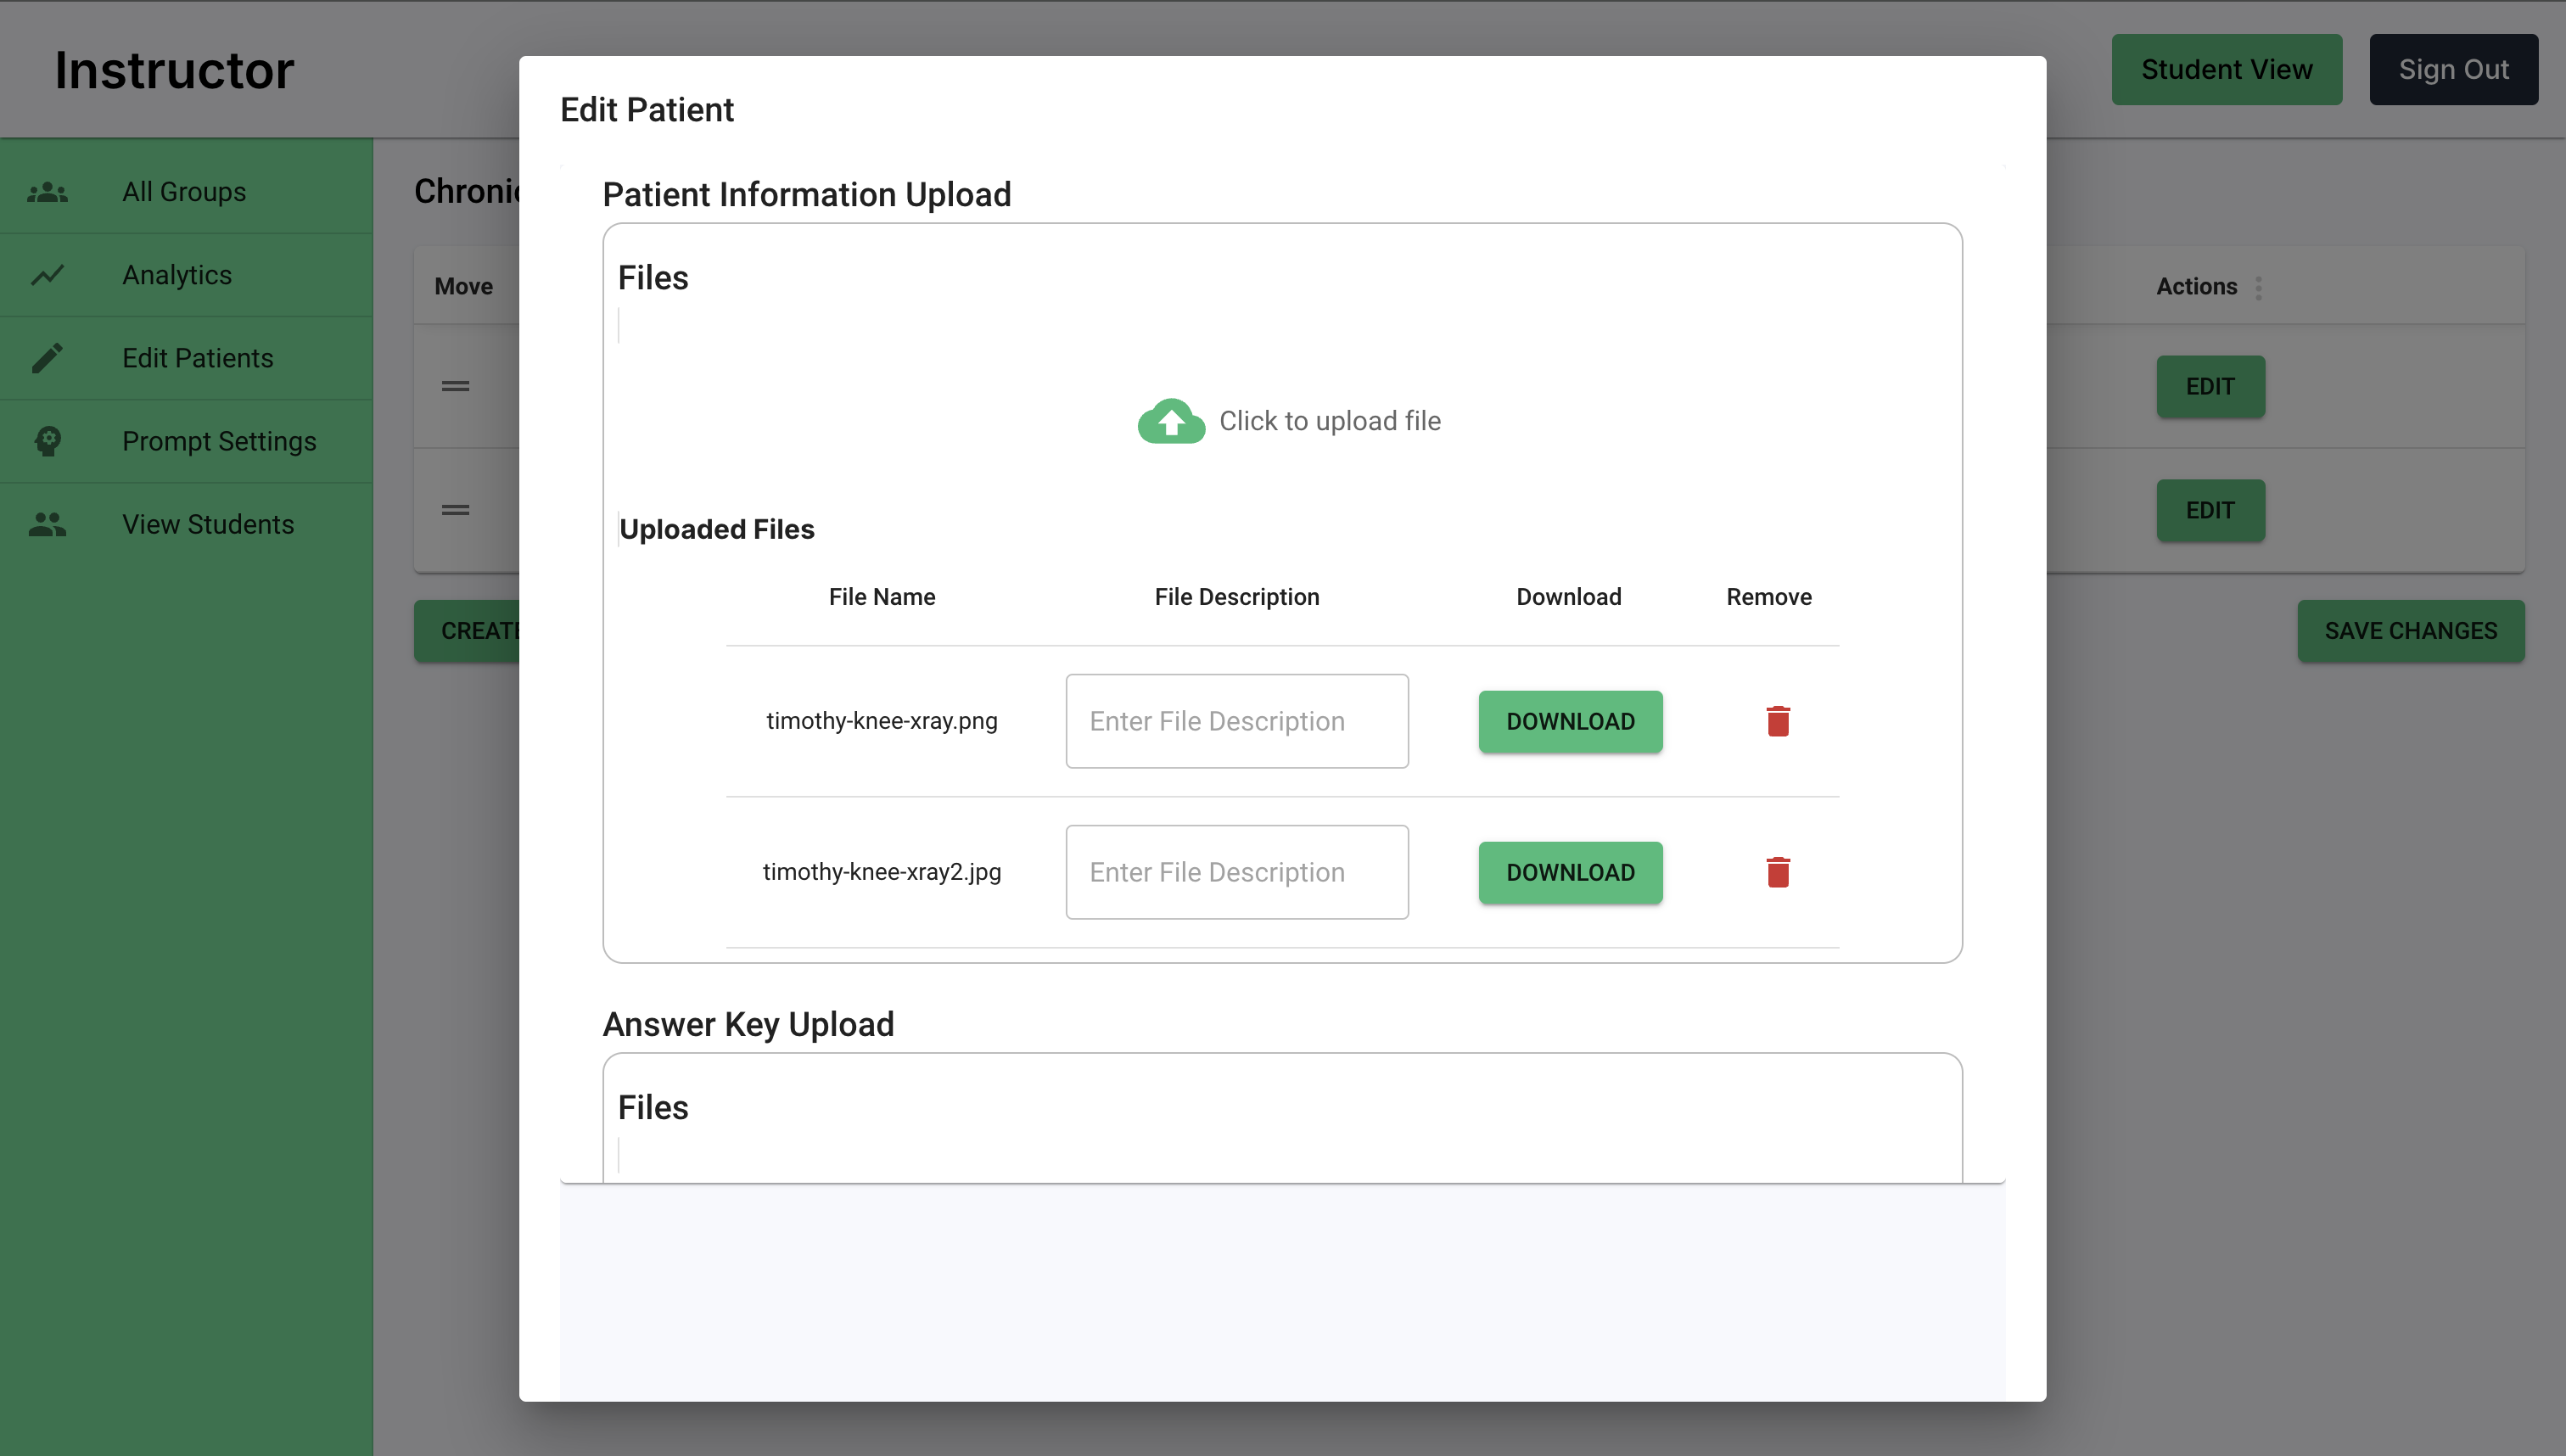 Instructor
Student View
Sign Out
All Groups
Analytics
Edit Patients
Prompt Settings
View Students
Move
Actions
EDIT
EDIT
SAVE CHANGES
Edit Patient
Patient Information Upload
Files
Click to upload file
Uploaded Files
File Name File Description Download Remove
timothy-knee-xray.png Enter File Description DOWNLOAD
timothy-knee-xray2.jpg Enter File Description DOWNLOAD
Answer Key Upload
Files